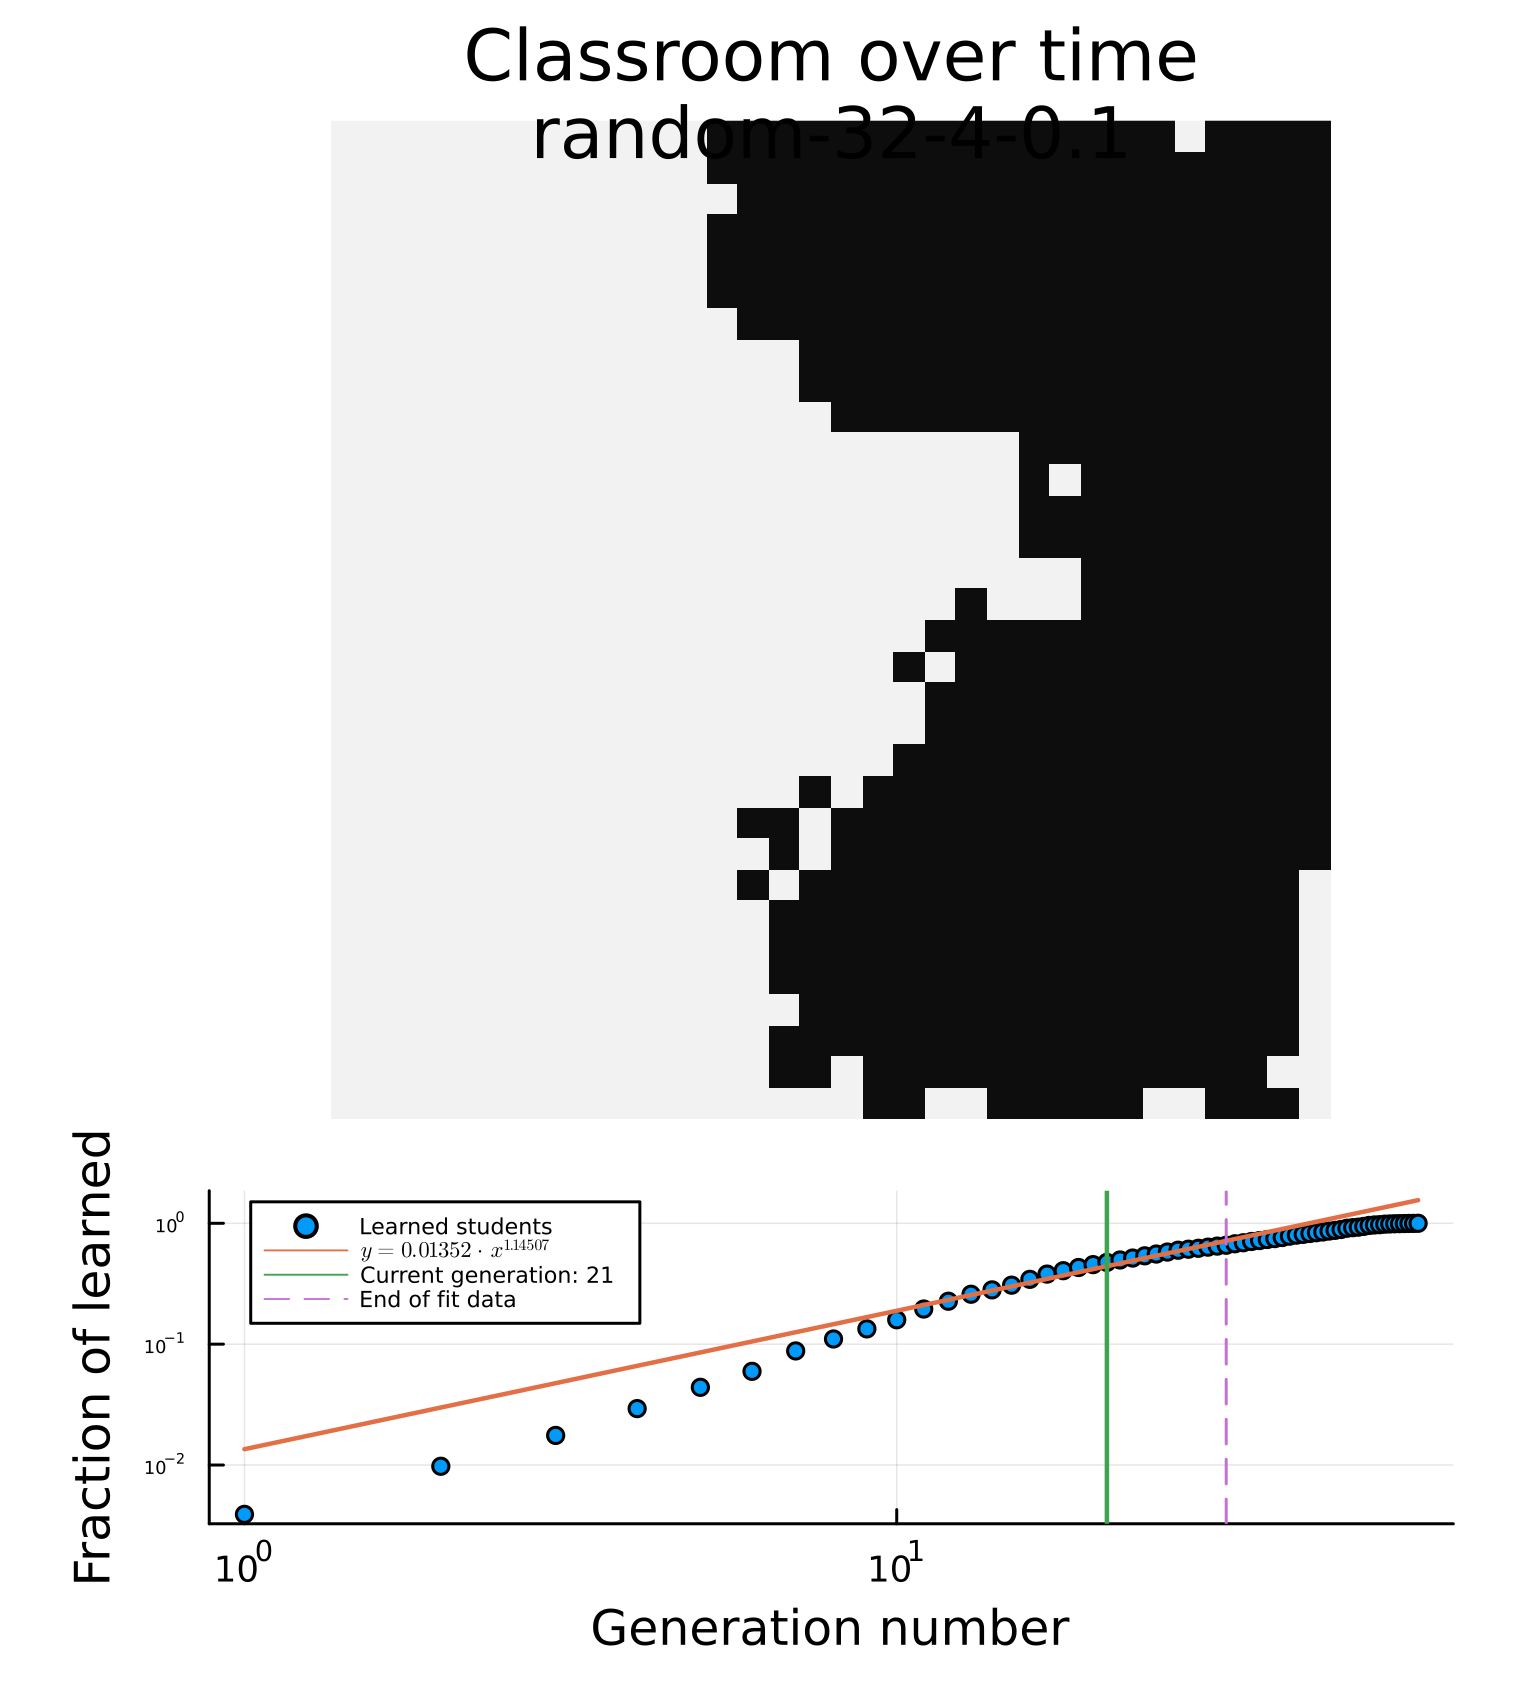 Classroom over time
random-32-4-0.1
Fraction of learned
10^0
10^-1
10^-2
Learned students
y = 0.01352 · x^1.14507
Current generation: 21
End of fit data
10^0
10^1
Generation number